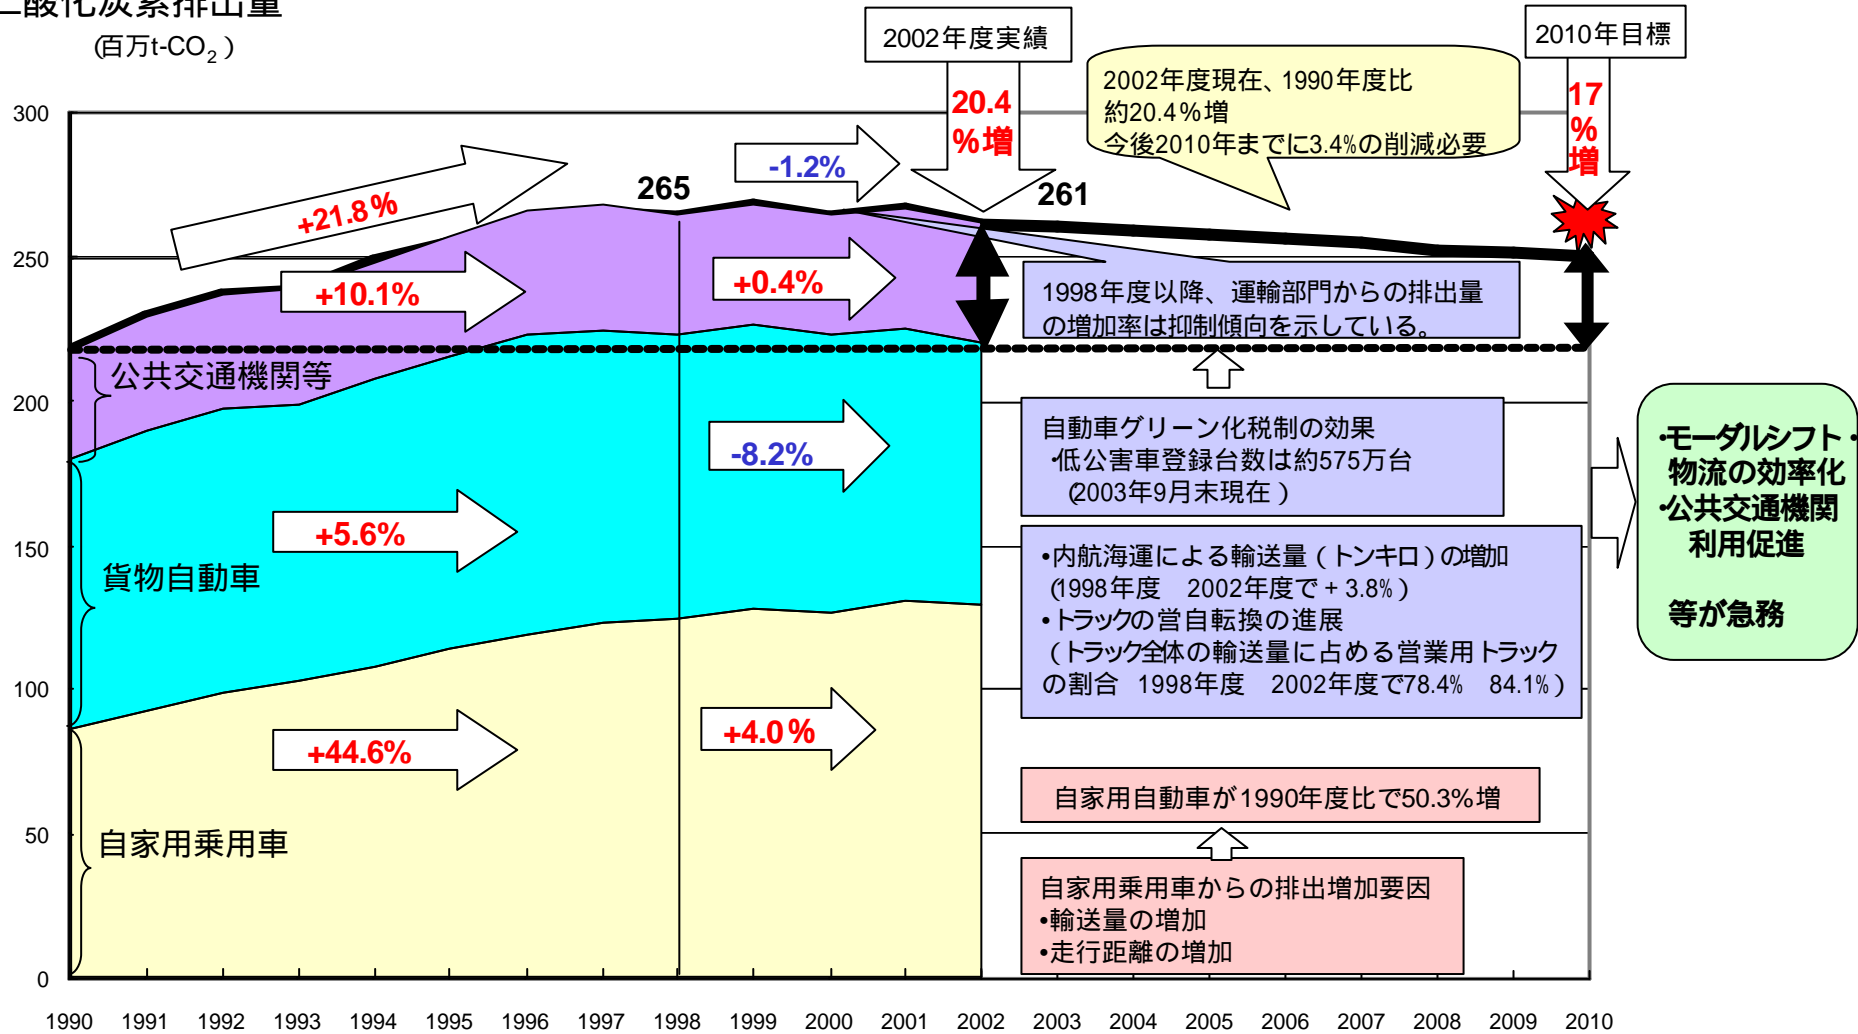 二酸化炭素排出量
(百万t-CO2)
2002年度実績
2010年目標
20.4
%増
2002年度現在、1990年度比
約20.4%増
今後2010年までに3.4%の削減必要
17
%
増
300
250
200
150
100
50
0
+21.8%
-1.2%
265
261
+10.1%
+0.4%
1998年度以降、運輸部門からの排出量
の増加率は抑制傾向を示している。
公共交通機関等
-8.2%
+5.6%
貨物自動車
自動車グリーン化税制の効果
・低公害車登録台数は約575万台
(2003年9月末現在)
•内航海運による輸送量(トンキロ)の増加
(1998年度 2002年度で+3.8%)
•トラックの営自転換の進展
(トラック全体の輸送量に占める営業用トラック
の割合 1998年度 2002年度で78.4% 84.1%)
・モーダルシフト・
物流の効率化
・公共交通機関
利用促進
等が急務
+44.6%
+4.0%
自家用乗用車
自家用自動車が1990年度比で50.3%増
自家用乗用車からの排出増加要因
•輸送量の増加
•走行距離の増加
1990 1991 1992 1993 1994 1995 1996 1997 1998 1999 2000 2001 2002 2003 2004 2005 2006 2007 2008 2009 2010